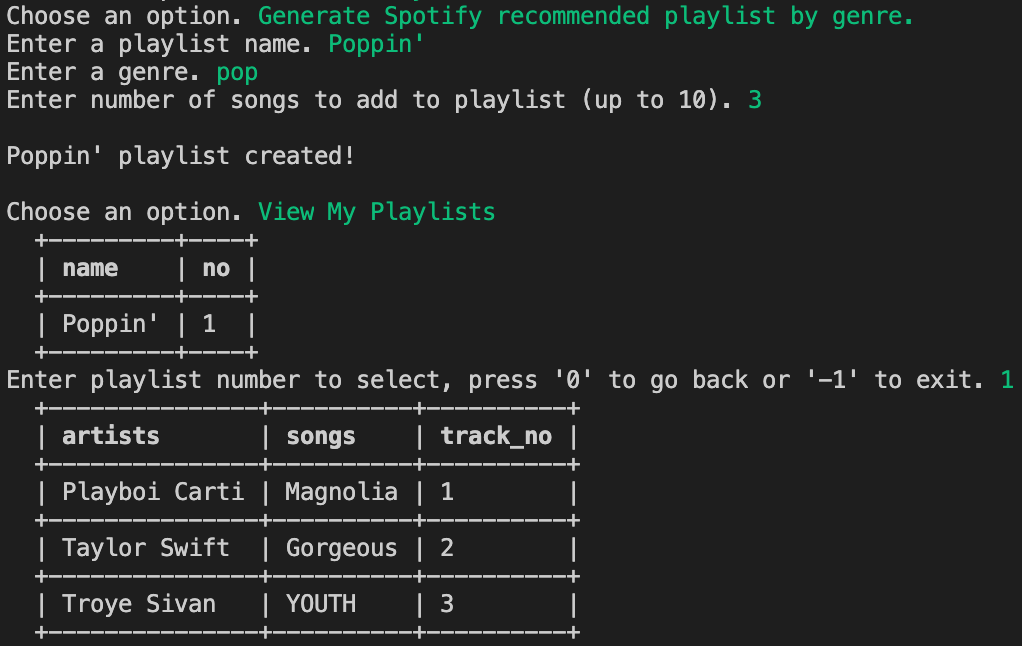 Choose an option. Generate Spotify recommended playlist by genre.
Enter a playlist name. Poppin'
Enter a genre. pop
Enter number of songs to add to playlist (up to 10). 3
Poppin' playlist created!
Choose an option. View My Playlists
+---------+----+
| name    | no |
+---------+----+
| Poppin' | 1  |
+---------+----+
Enter playlist number to select, press '0' to go back or '-1' to exit. 1
+---------------+----------+----------+
| artists       | songs    | track_no |
+---------------+----------+----------+
| Playboi Carti | Magnolia | 1        |
+---------------+----------+----------+
| Taylor Swift  | Gorgeous | 2        |
+---------------+----------+----------+
| Troye Sivan   | YOUTH    | 3        |
+---------------+----------+----------+